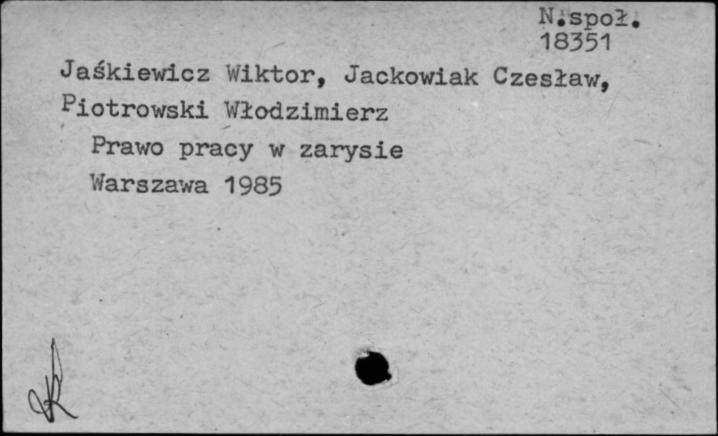 N.społ.
18351
Jaśkiewicz Wiktor, Jackowiak Czesław,
Piotrowski Włodzimierz
Prawo pracy w zarysie
Warszawa 1985